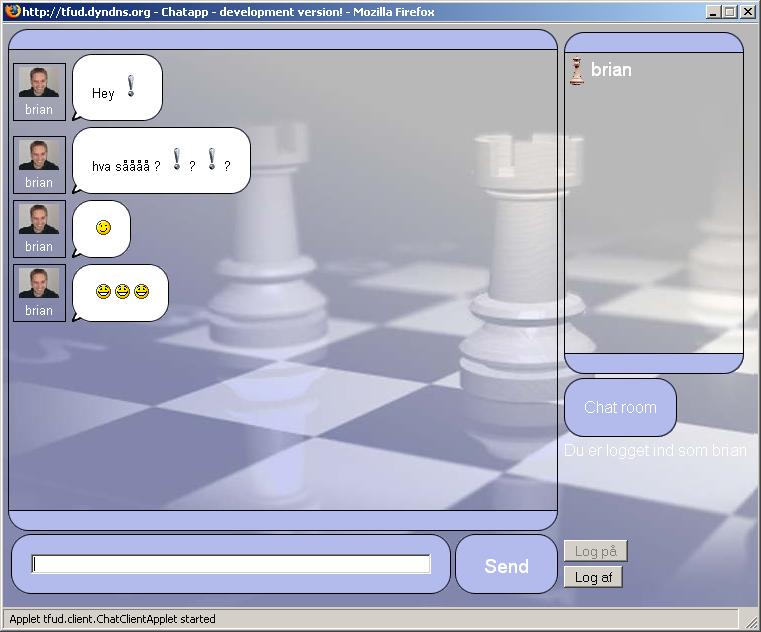 http://tfud.dyndns.org - Chatapp - development version! - Mozilla Firefox
brian
Hey !
brian
hva såååå ? ! ? ! ?
brian
brian
brian
Chat room
Du er logget ind som brian
Send
Log på
Log af
Applet tfud.client.ChatClientApplet started